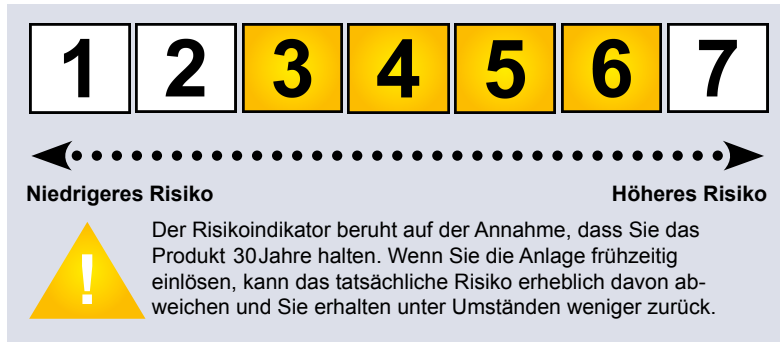 1 2 3 4 5 6 7
Niedrigeres Risiko Höheres Risiko
Der Risikoindikator beruht auf der Annahme, dass Sie das
Produkt 30 Jahre halten. Wenn Sie die Anlage frühzeitig
einlösen, kann das tatsächliche Risiko erheblich davon ab-
weichen und Sie erhalten unter Umständen weniger zurück.
!